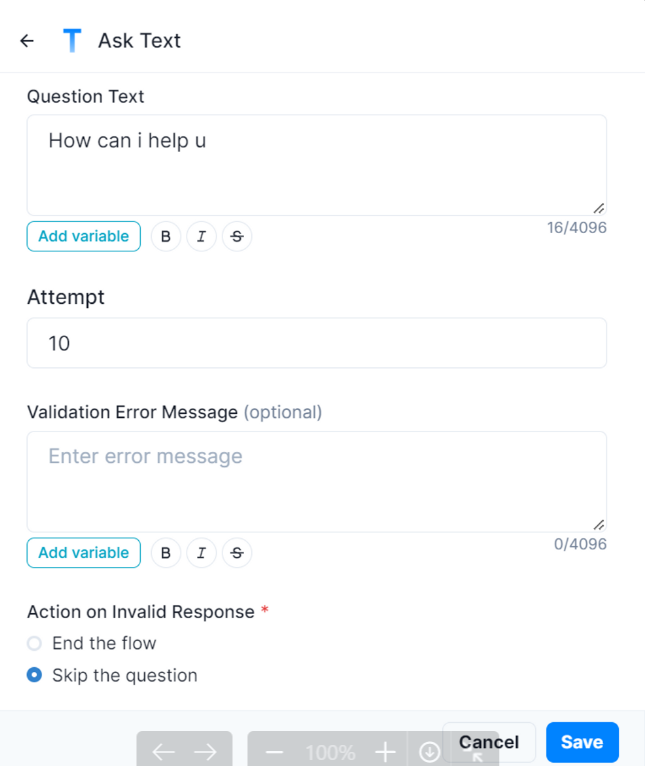 Ask Text
Question Text
How can i help u
16/4096
Add variable B I S
Attempt
10
Validation Error Message (optional)
Enter error message
0/4096
Add variable B I S
Action on Invalid Response *
End the flow
Skip the question
100%
Cancel Save